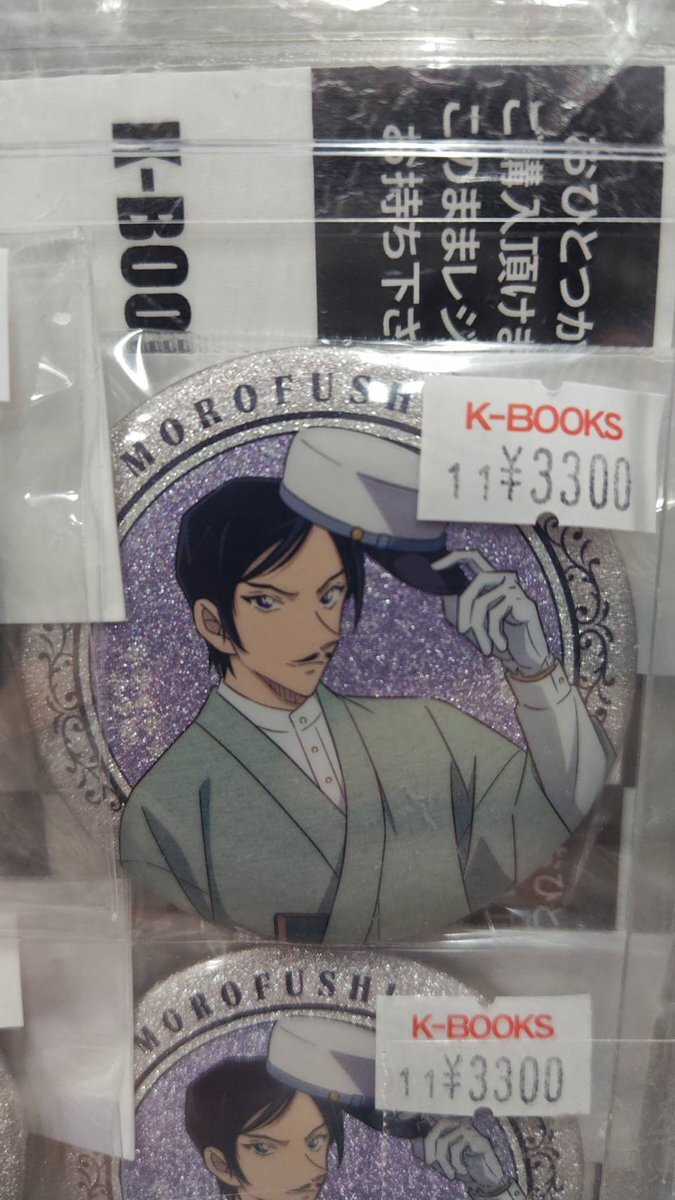 K-BOO
おひとつか
ご購入頂けま
このままレジ
お持ち下さ
MOROFUSH
K-BOOKS
11¥3300
MOROFUSHI
K-BOOKS
11¥3300